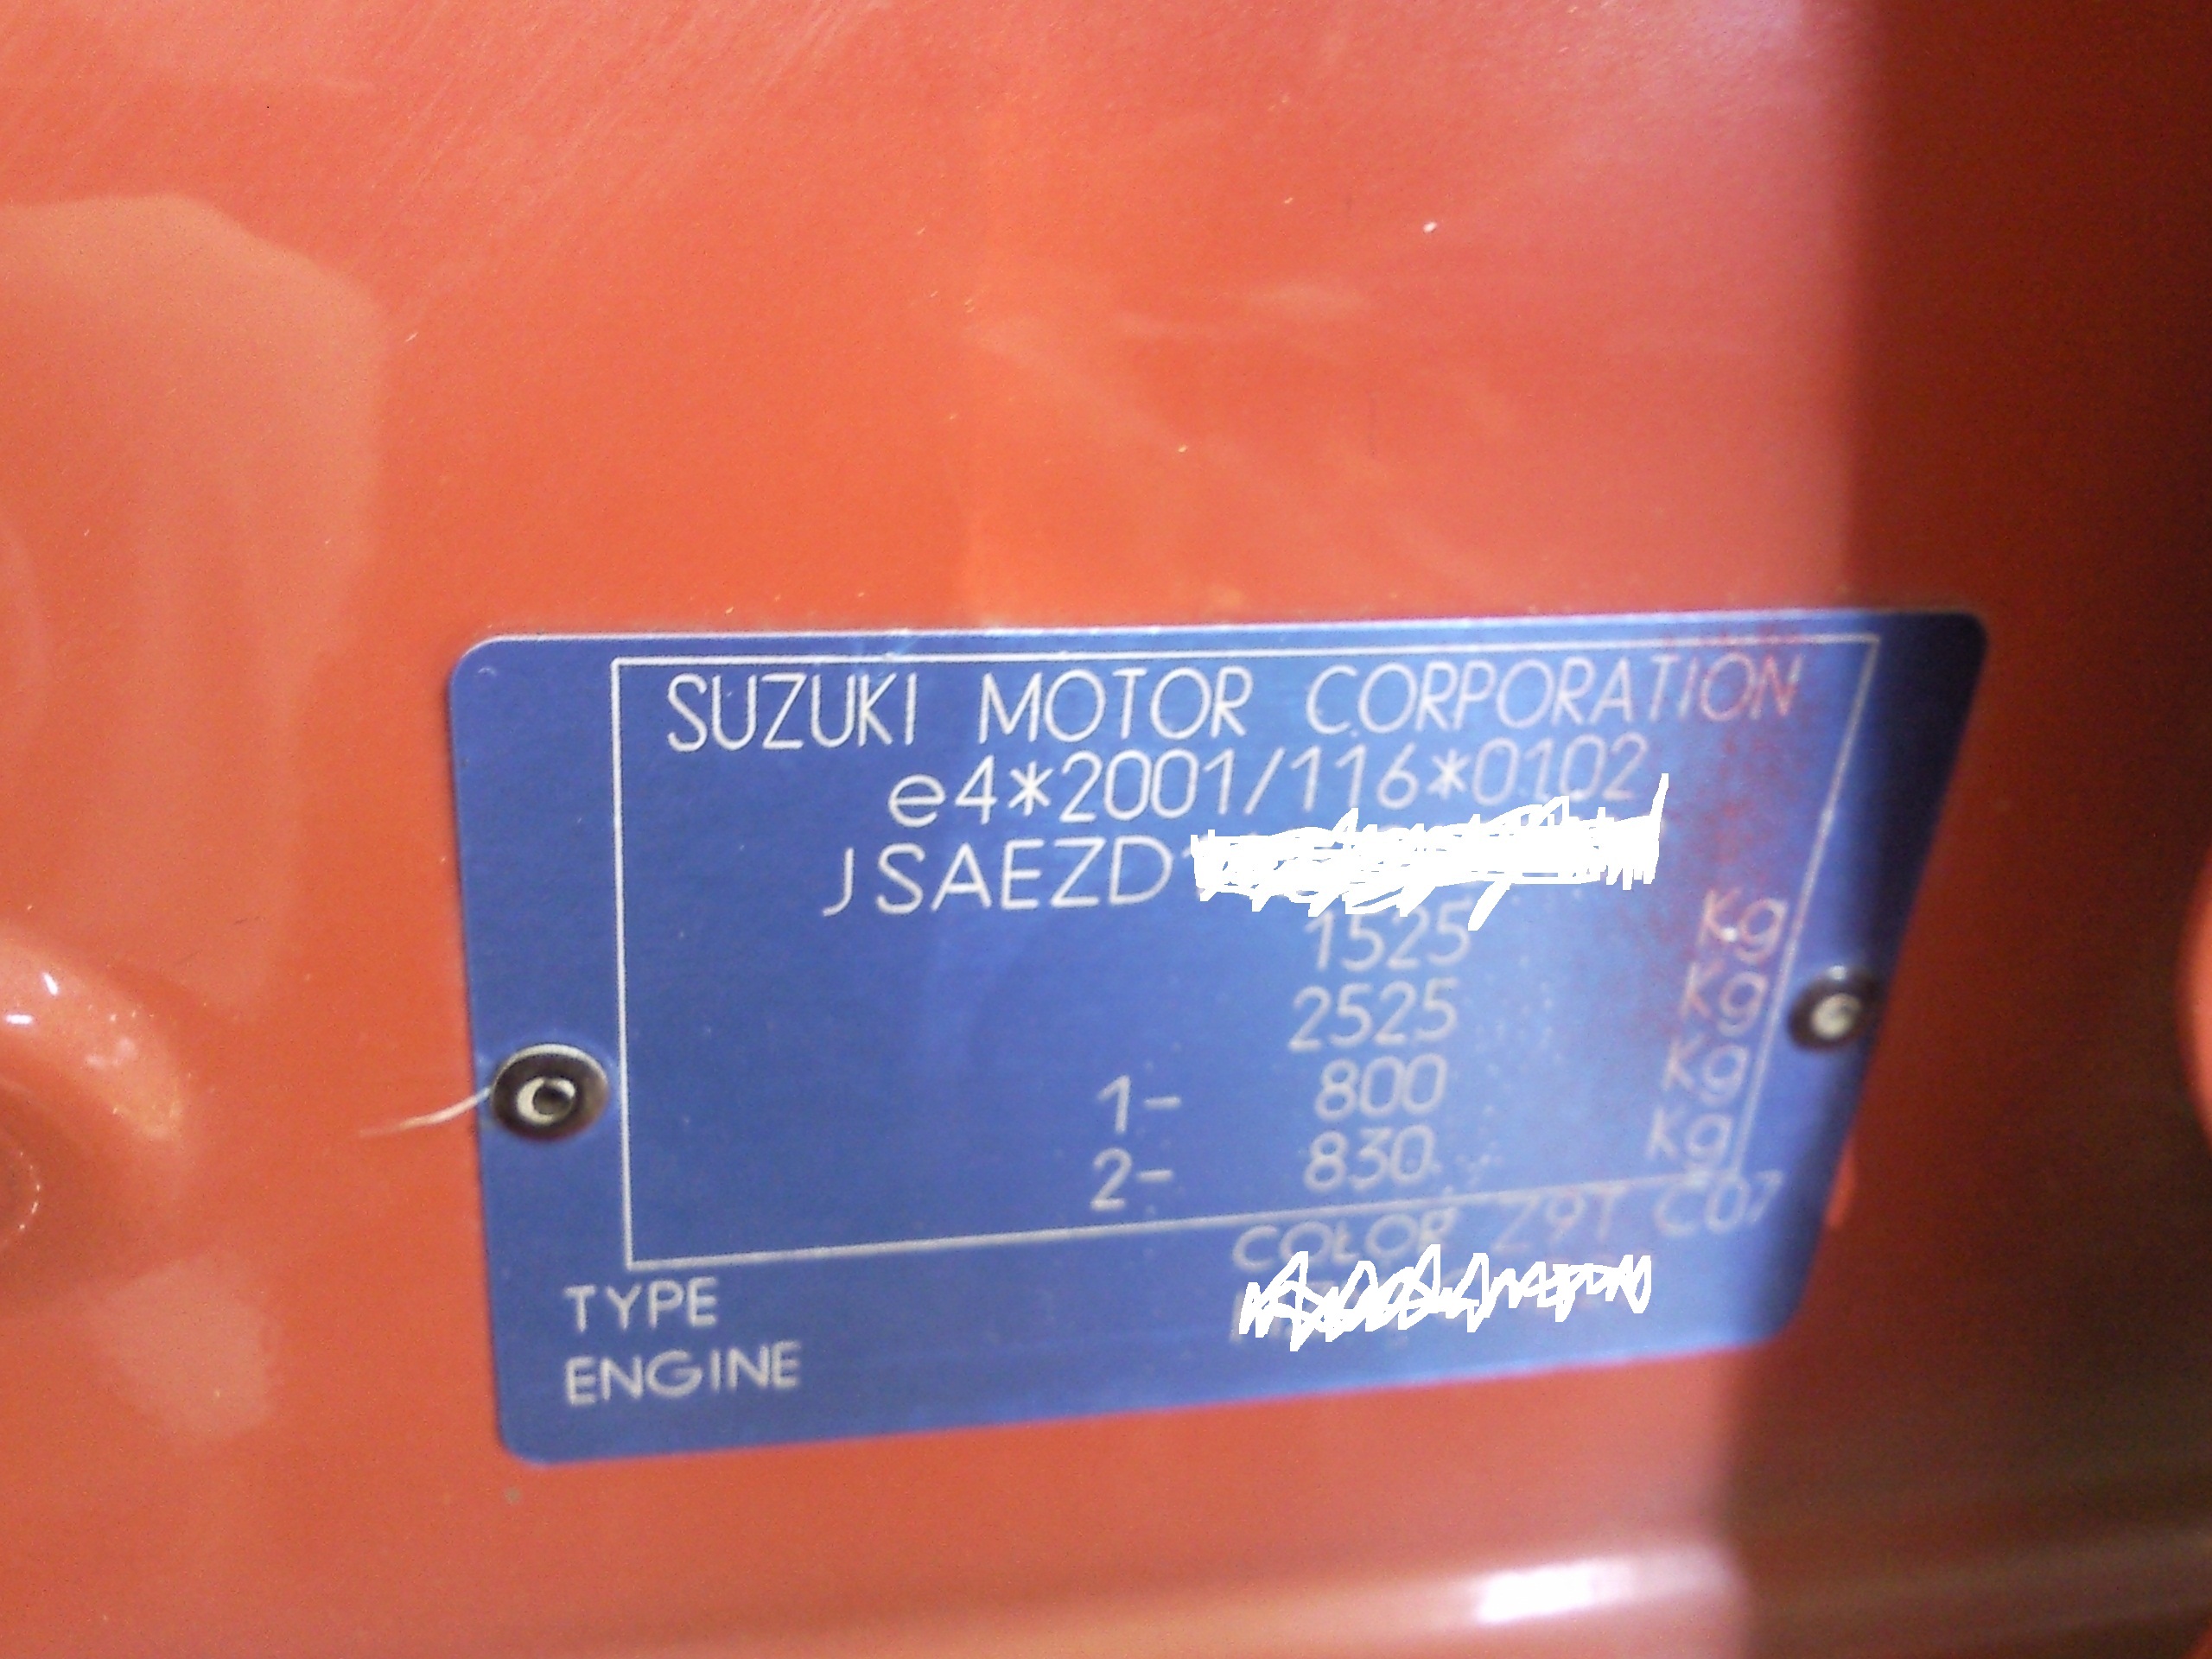 SUZUKI MOTOR CORPORATION
e4*2001/116*0102
JSAEZD
1525 Kg
2525 Kg
1- 800 Kg
2- 830 Kg
COLOR Z9T C07
TYPE
ENGINE